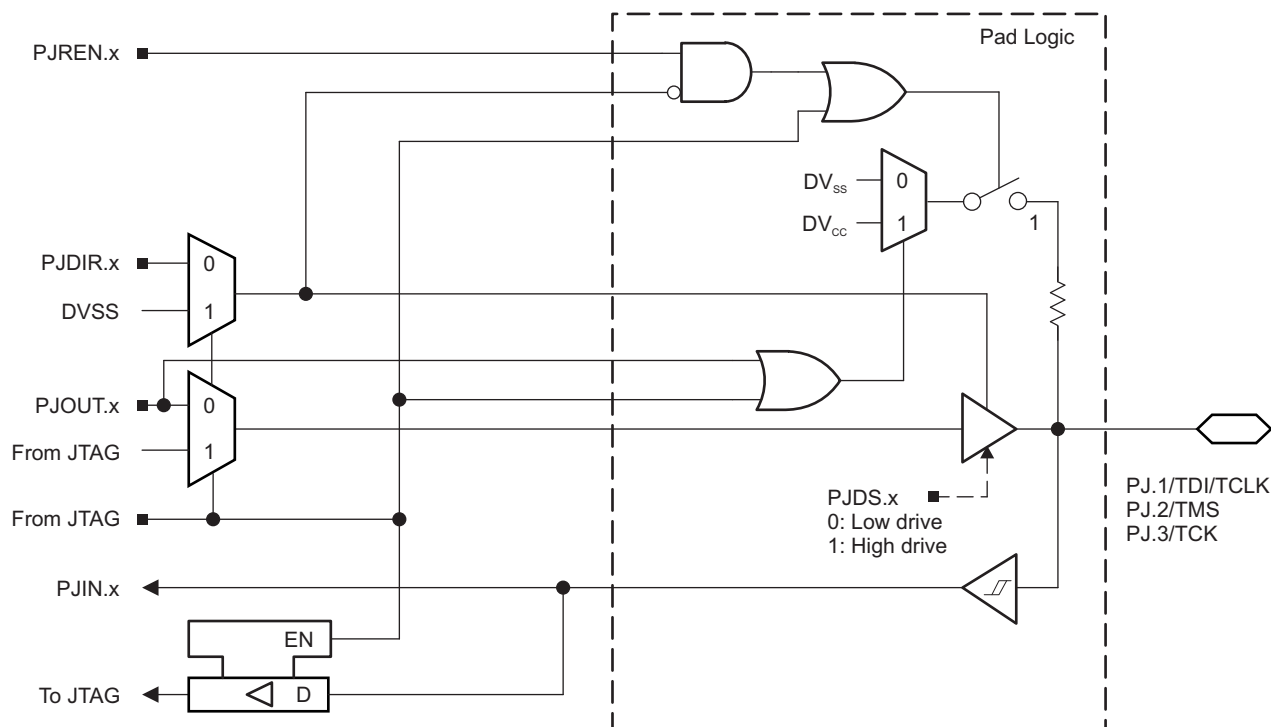 Pad Logic
PJREN.x
DVSS
0
DVCC
1
1
PJDIR.x
0
DVSS
1
PJOUT.x
0
From JTAG
1
From JTAG
PJDS.x
0: Low drive
1: High drive
PJ.1/TDI/TCLK
PJ.2/TMS
PJ.3/TCK
PJIN.x
EN
To JTAG
D